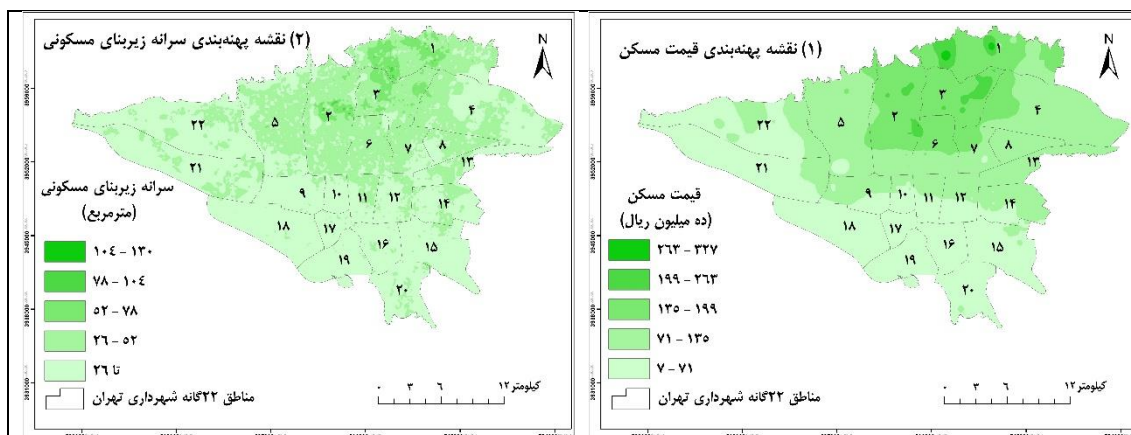 (۱) نقشه پهنه‌بندی قیمت مسکن
N
۱
۳
۴
۲۲
۵
۲
۶
۷
۸
۲۱
۱۳
۹
۱۰
۱۱
۱۲
۱۴
۱۸
۱۷
۱۶
۱۵
۱۹
۲۰
قیمت مسکن
(ده میلیون ریال)
۲۶۳ - ۳۲۷
۱۹۹ - ۲۶۳
۱۳۵ - ۱۹۹
۷۱ - ۱۳۵
۷ - ۷۱
مناطق ۲۲گانه شهرداری تهران
۰ ۳ ۶ ۱۲ کیلومتر
(۲) نقشه پهنه‌بندی سرانه زیربنای مسکونی
N
۱
۳
۴
۲۲
۵
۲
۶
۷
۸
۲۱
۱۳
۹
۱۰
۱۱
۱۲
۱۴
۱۸
۱۷
۱۶
۱۵
۱۹
۲۰
سرانه زیربنای مسکونی
(مترمربع)
۱۰۴ - ۱۳۰
۷۸ - ۱۰۴
۵۲ - ۷۸
۲۶ - ۵۲
تا ۲۶
مناطق ۲۲گانه شهرداری تهران
۰ ۳ ۶ ۱۲ کیلومتر